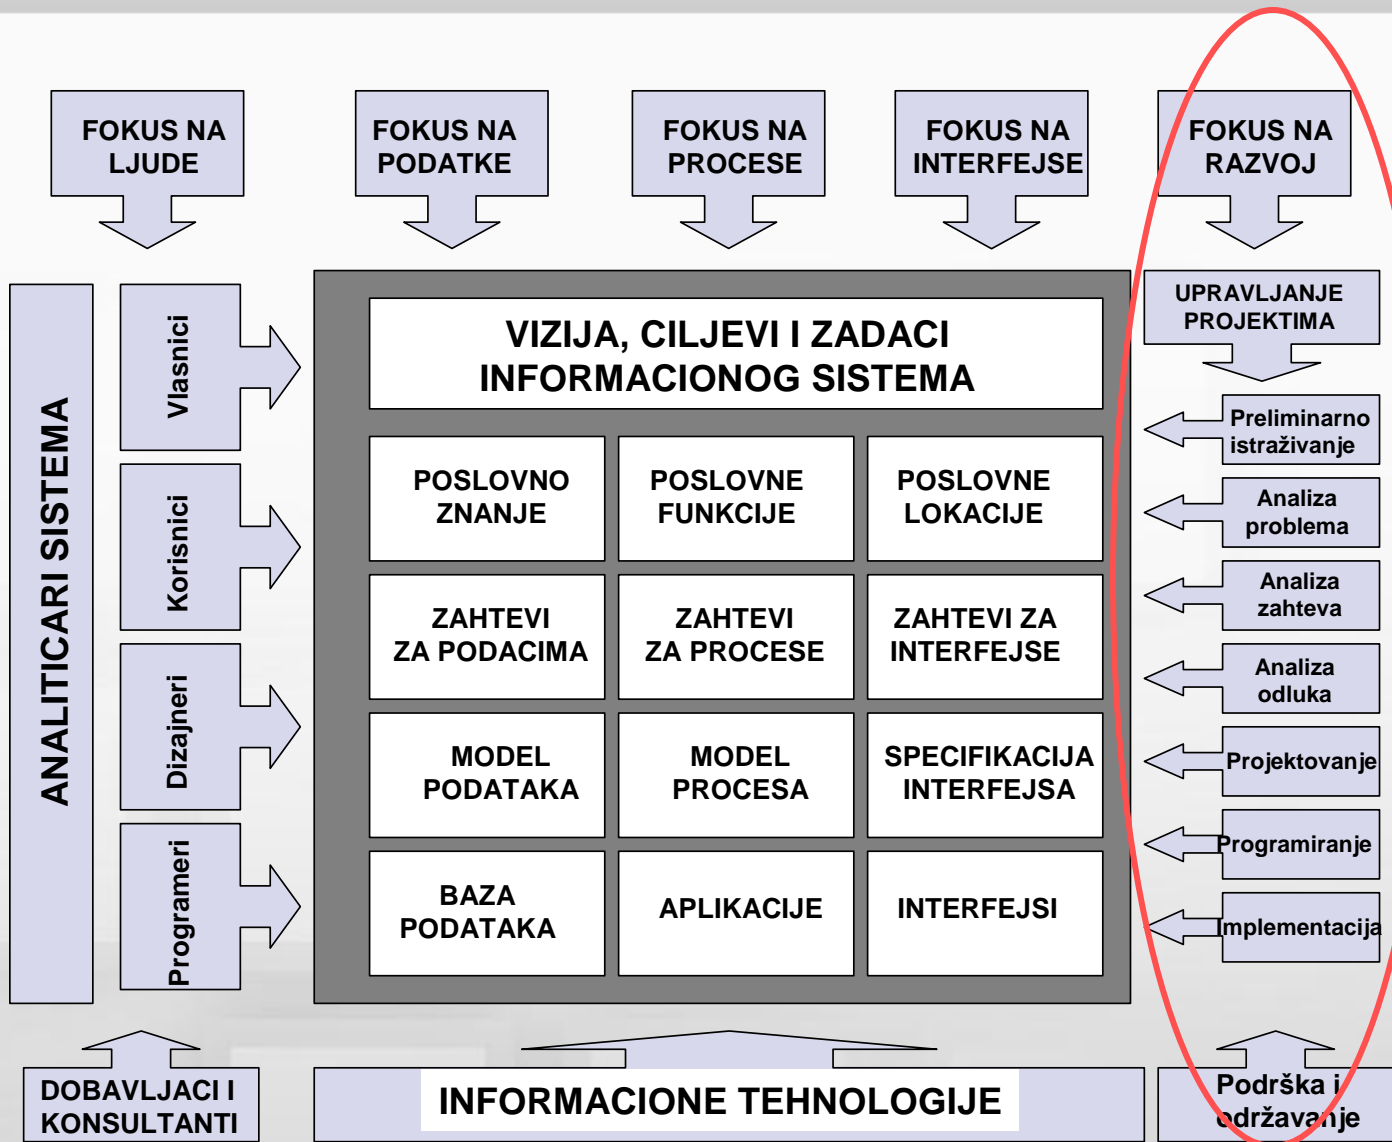 FOKUS NA
LJUDE
FOKUS NA
PODATKE
FOKUS NA
PROCESE
FOKUS NA
INTERFEJSE
FOKUS NA
RAZVOJ
ANALITICARI SISTEMA
Vlasnici
Korisnici
Dizajneri
Programeri
VIZIJA, CILJEVI I ZADACI
INFORMACIONOG SISTEMA
POSLOVNO
ZNANJE
POSLOVNE
FUNKCIJE
POSLOVNE
LOKACIJE
ZAHTEVI
ZA PODACIMA
ZAHTEVI
ZA PROCESE
ZAHTEVI ZA
INTERFEJSE
MODEL
PODATAKA
MODEL
PROCESA
SPECIFIKACIJA
INTERFEJSA
BAZA
PODATAKA
APLIKACIJE
INTERFEJSI
UPRAVLJANJE
PROJEKTIMA
Preliminarno
istraživanje
Analiza
problema
Analiza
zahteva
Analiza
odluka
Projektovanje
Programiranje
Implementacija
DOBAVLJACI I
KONSULTANTI
INFORMACIONE TEHNOLOGIJE
Podrška i
održavanje